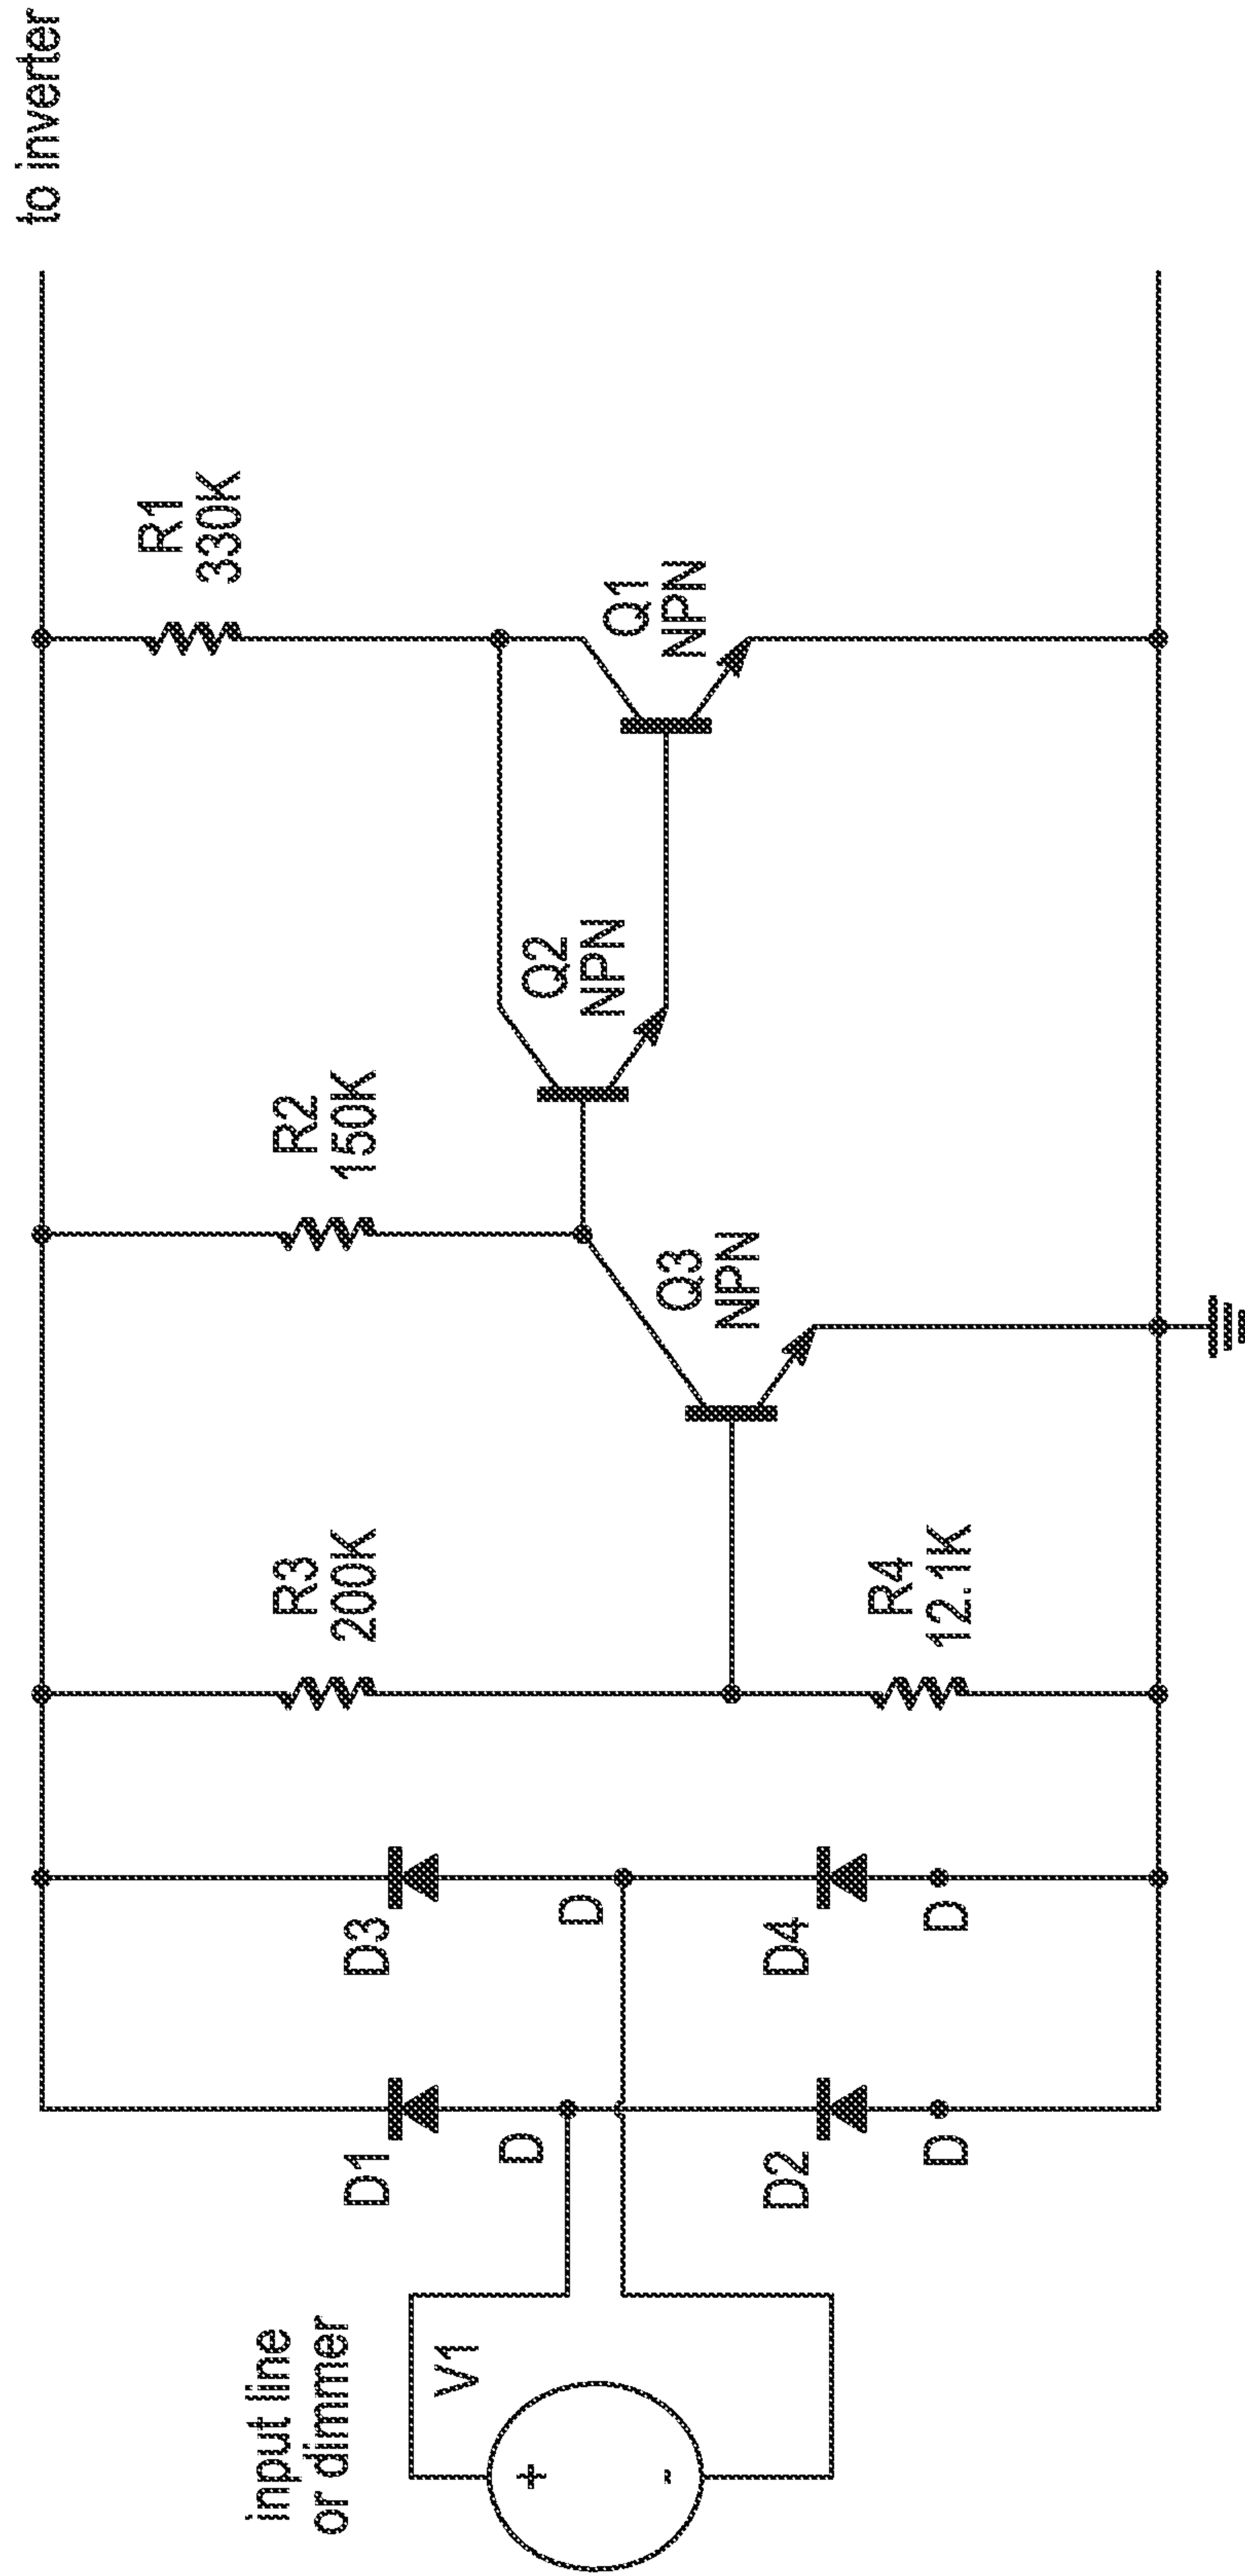 input line
or dimmer
V1
+
-
D1
D
D2
D
D3
D
D4
D
R3
200K
R4
12.1K
R2
150K
Q3
NPN
Q2
NPN
R1
330K
Q1
NPN
to inverter